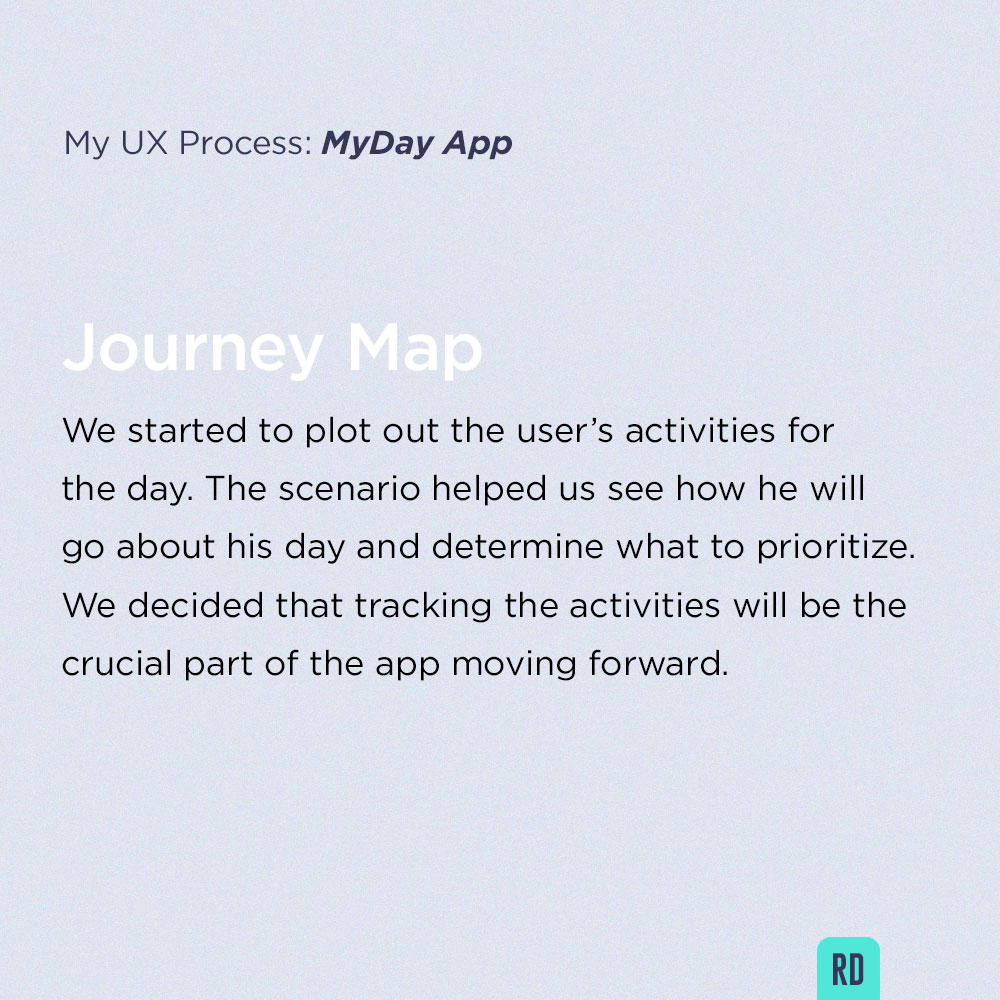 My UX Process: MyDay App
Journey Map
We started to plot out the user’s activities for
the day. The scenario helped us see how he will
go about his day and determine what to prioritize.
We decided that tracking the activities will be the
crucial part of the app moving forward.
RD